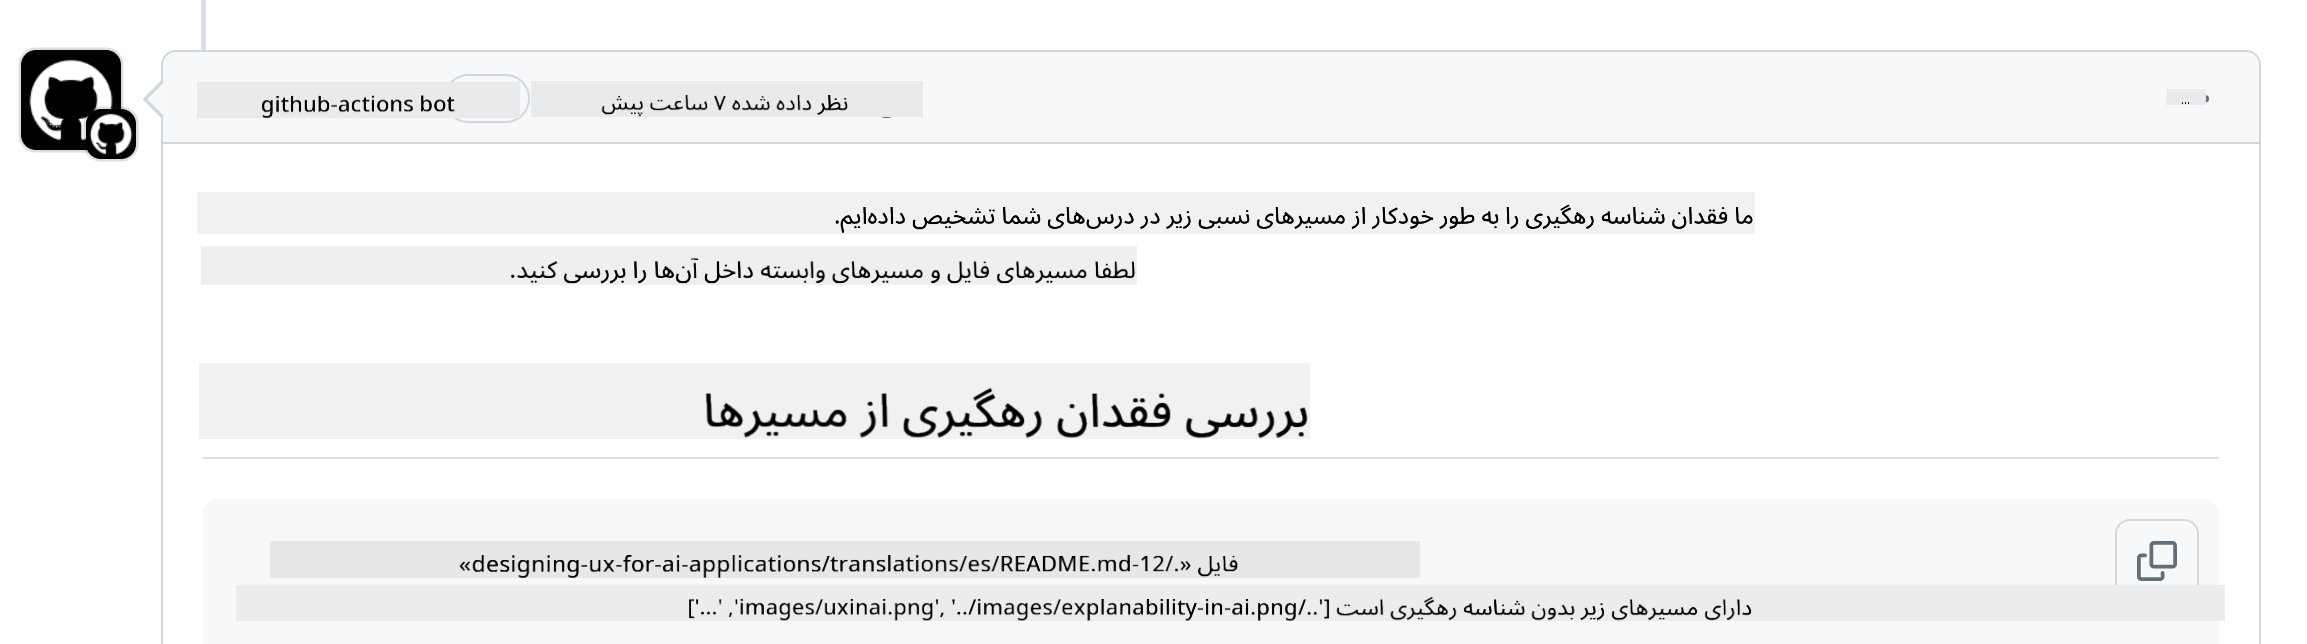 github-actions bot
نظر داده شده ۷ ساعت پیش
...
ما فقدان شناسه رهگیری را به طور خودکار از مسیرهای نسبی زیر در درس‌های شما تشخیص داده‌ایم.
لطفا مسیرهای فایل و مسیرهای وابسته داخل آن‌ها را بررسی کنید.
بررسی فقدان رهگیری از مسیرها
فایل «./12-designing-ux-for-ai-applications/translations/es/README.md»
دارای مسیرهای زیر بدون شناسه رهگیری است ['../images/explanability-in-ai.png', '../images/uxinai.png', '...']